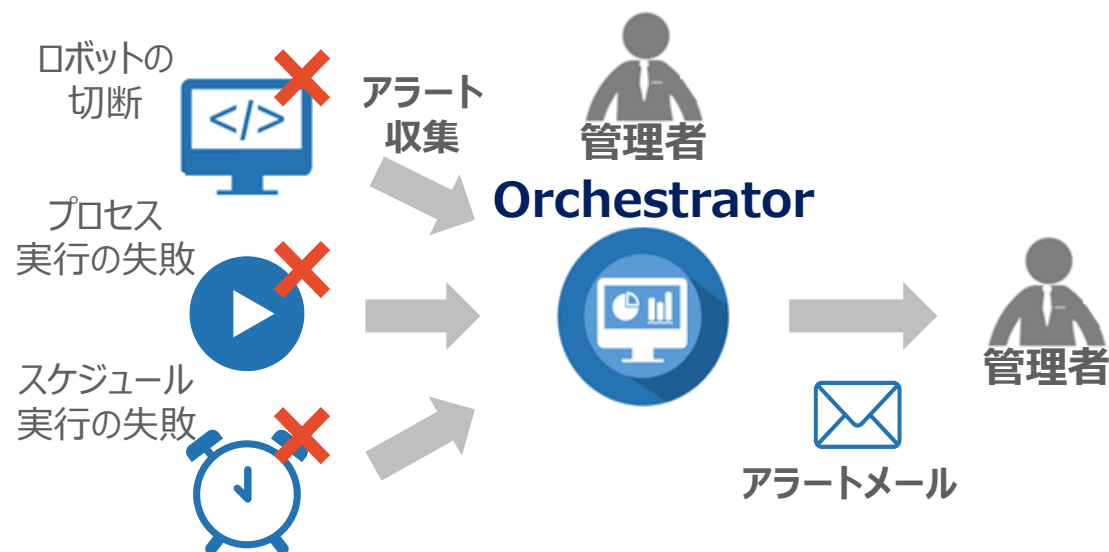 ロボットの
切断
アラート
収集
管理者
Orchestrator
</>
プロセス
実行の失敗
スケジュール
実行の失敗
管理者
アラートメール